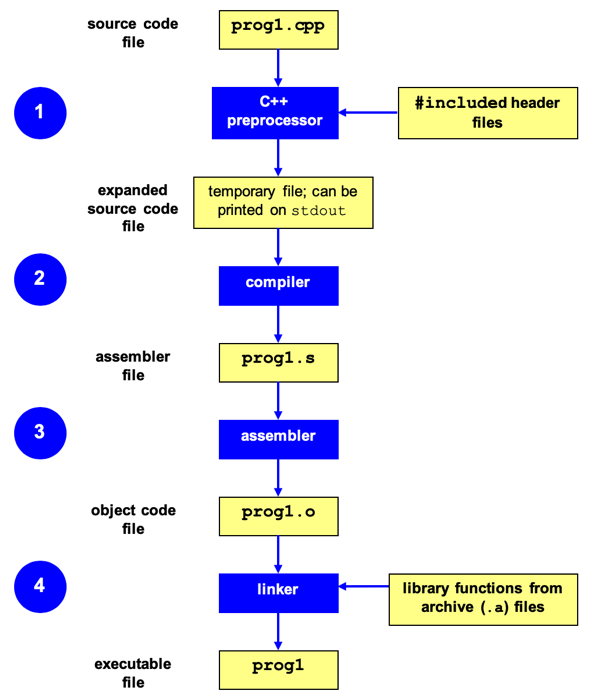 source code
file
prog1.cpp
1
C++
preprocessor
#included header
files
expanded
source code
file
temporary file; can be
printed on stdout
2
compiler
assembler
file
prog1.s
3
assembler
object code
file
prog1.o
4
linker
library functions from
archive (.a) files
executable
file
prog1